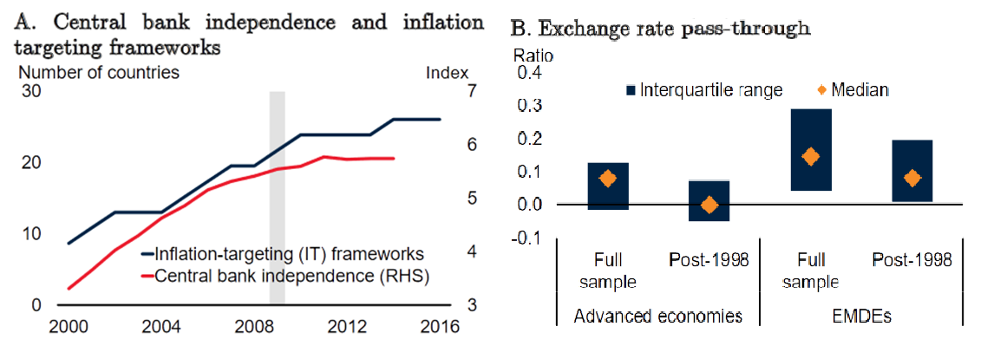 A. Central bank independence and inflation
targeting frameworks
Number of countries
Index
30
20
10
0
7
6
5
4
3
Inflation-targeting (IT) frameworks
Central bank independence (RHS)
2000 2004 2008 2012 2016
B. Exchange rate pass-through
Ratio
0.4
0.3
0.2
0.1
0.0
-0.1
Interquartile range
Median
Full
sample
Post-1998
Full
sample
Post-1998
Advanced economies
EMDEs